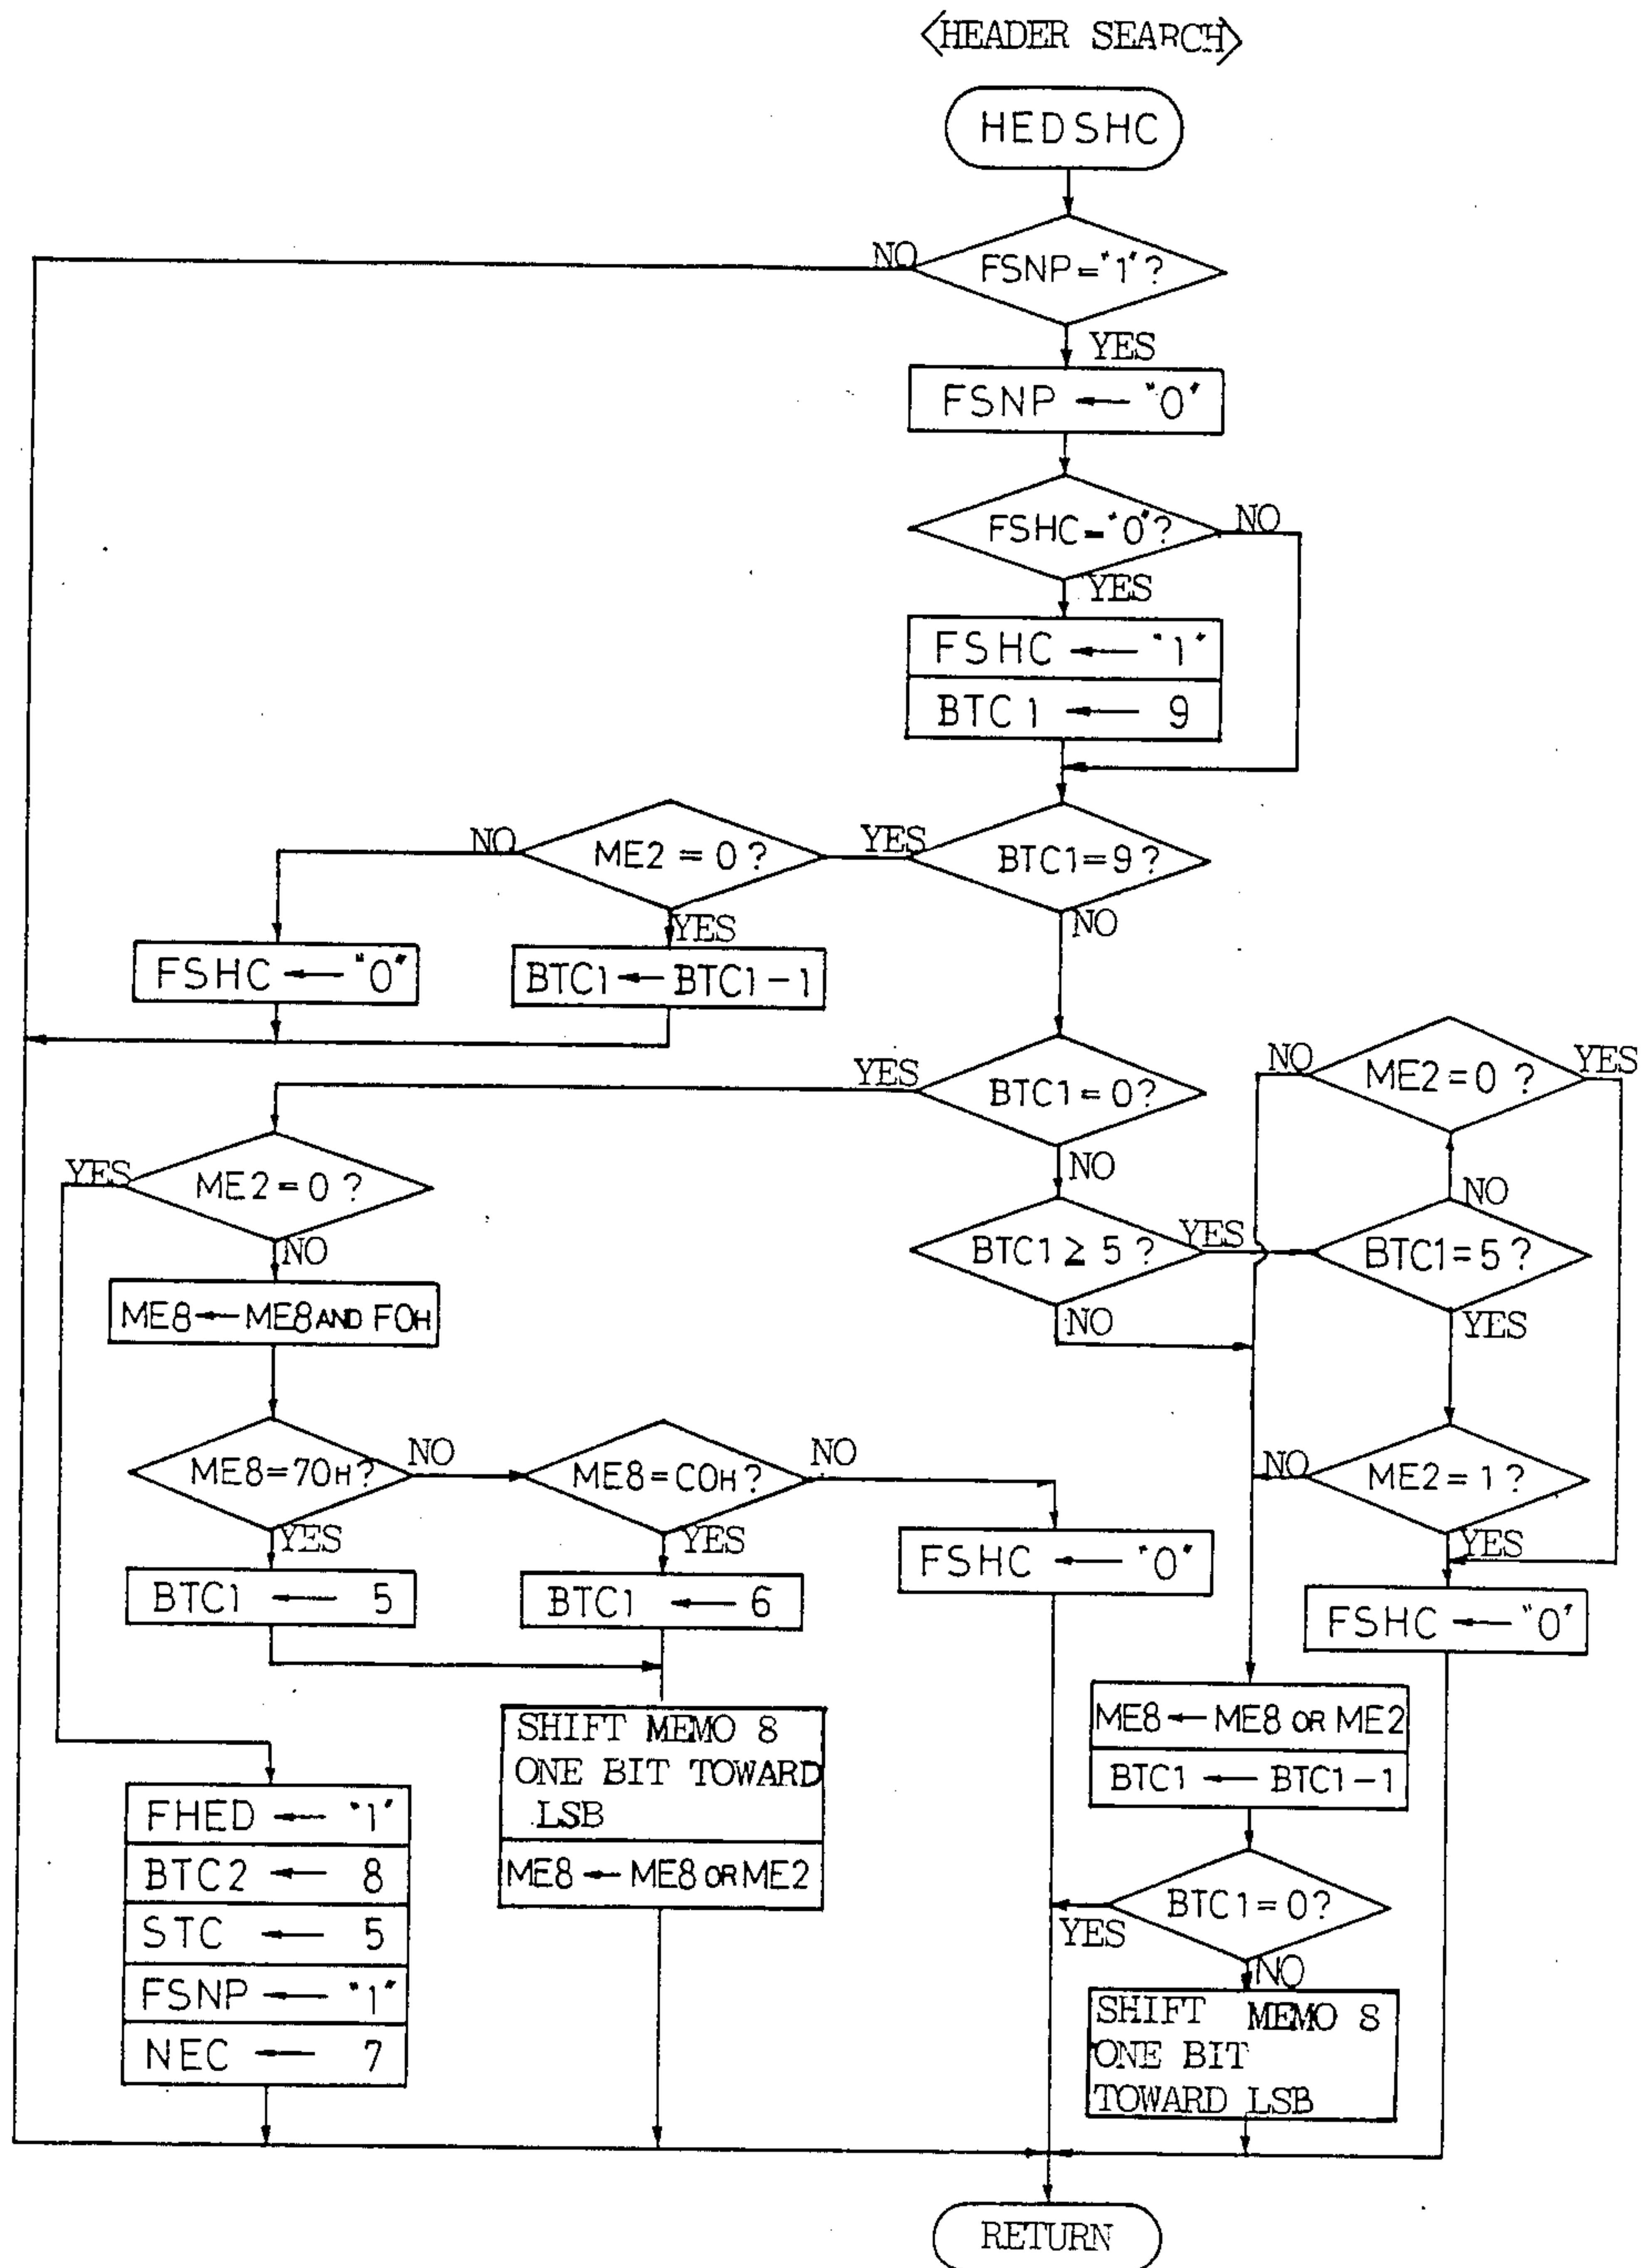 <HEADER SEARCH>
HEDSHC
FSNP="1"?
NO
YES
FSNP ← "0"
FSHC="0"?
NO
YES
FSHC ← "1"
BTC1 ← 9
BTC1=9?
YES
NO
ME2=0?
NO
YES
FSHC ← "0"
BTC1 ← BTC1-1
BTC1=0?
YES
NO
ME2=0?
YES
NO
ME8 ← ME8 AND F0H
ME8=70H?
NO
YES
BTC1 ← 5
ME8=C0H?
NO
YES
BTC1 ← 6
FSHC ← "0"
SHIFT MEMO 8
ONE BIT TOWARD
LSB
ME8 ← ME8 OR ME2
FHED ← "1"
BTC2 ← 8
STC ← 5
FSNP ← "1"
NEC ← 7
BTC1 ≥ 5?
YES
NO
BTC1=5?
NO
YES
ME2=0?
NO
YES
ME2=1?
NO
YES
FSHC ← "0"
ME8 ← ME8 OR ME2
BTC1 ← BTC1-1
BTC1=0?
YES
NO
SHIFT MEMO 8
ONE BIT
TOWARD LSB
RETURN